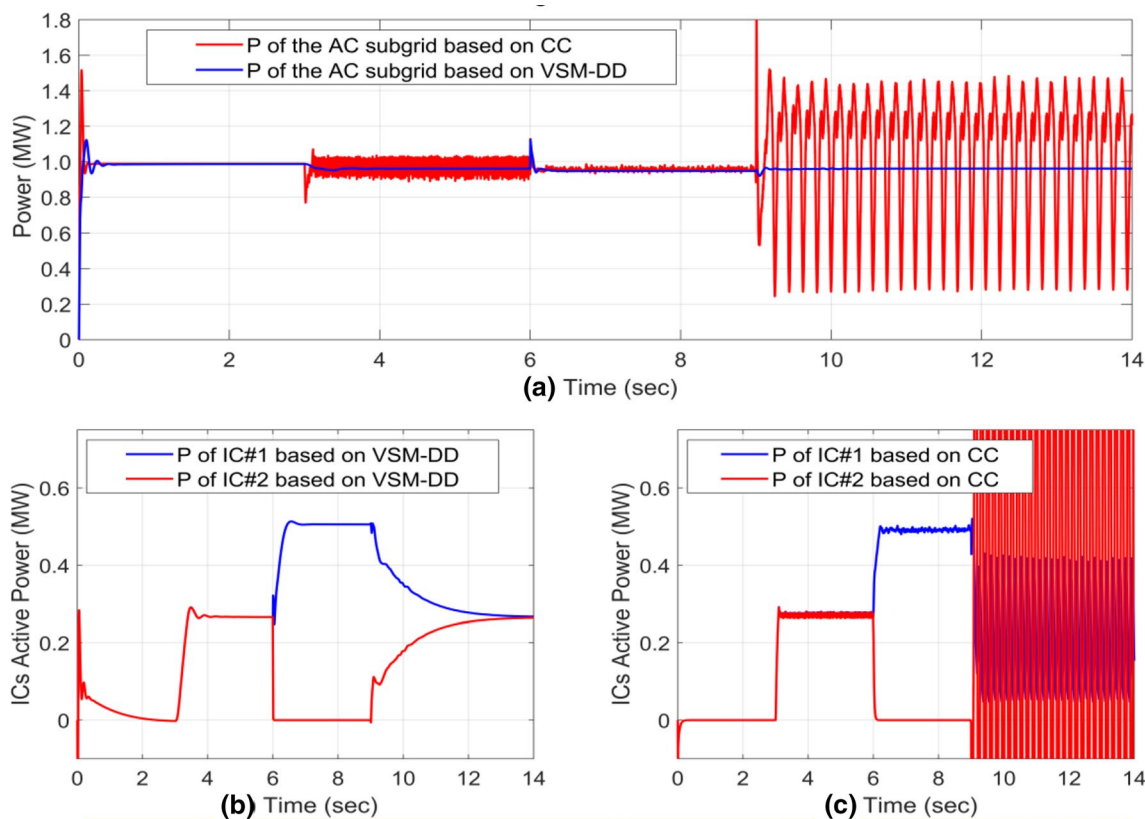 1.8
1.6
1.4
1.2
1.0
0.8
0.6
0.4
0.2
0
Power (MW)
P of the AC subgrid based on CC
P of the AC subgrid based on VSM-DD
0 2 4 6 8 10 12 14
(a) Time (sec)
0.6
0.4
0.2
0
ICs Active Power (MW)
P of IC#1 based on VSM-DD
P of IC#2 based on VSM-DD
0 2 4 6 8 10 12 14
(b) Time (sec)
0.6
0.4
0.2
0
ICs Active Power (MW)
P of IC#1 based on CC
P of IC#2 based on CC
0 2 4 6 8 10 12 14
(c) Time (sec)